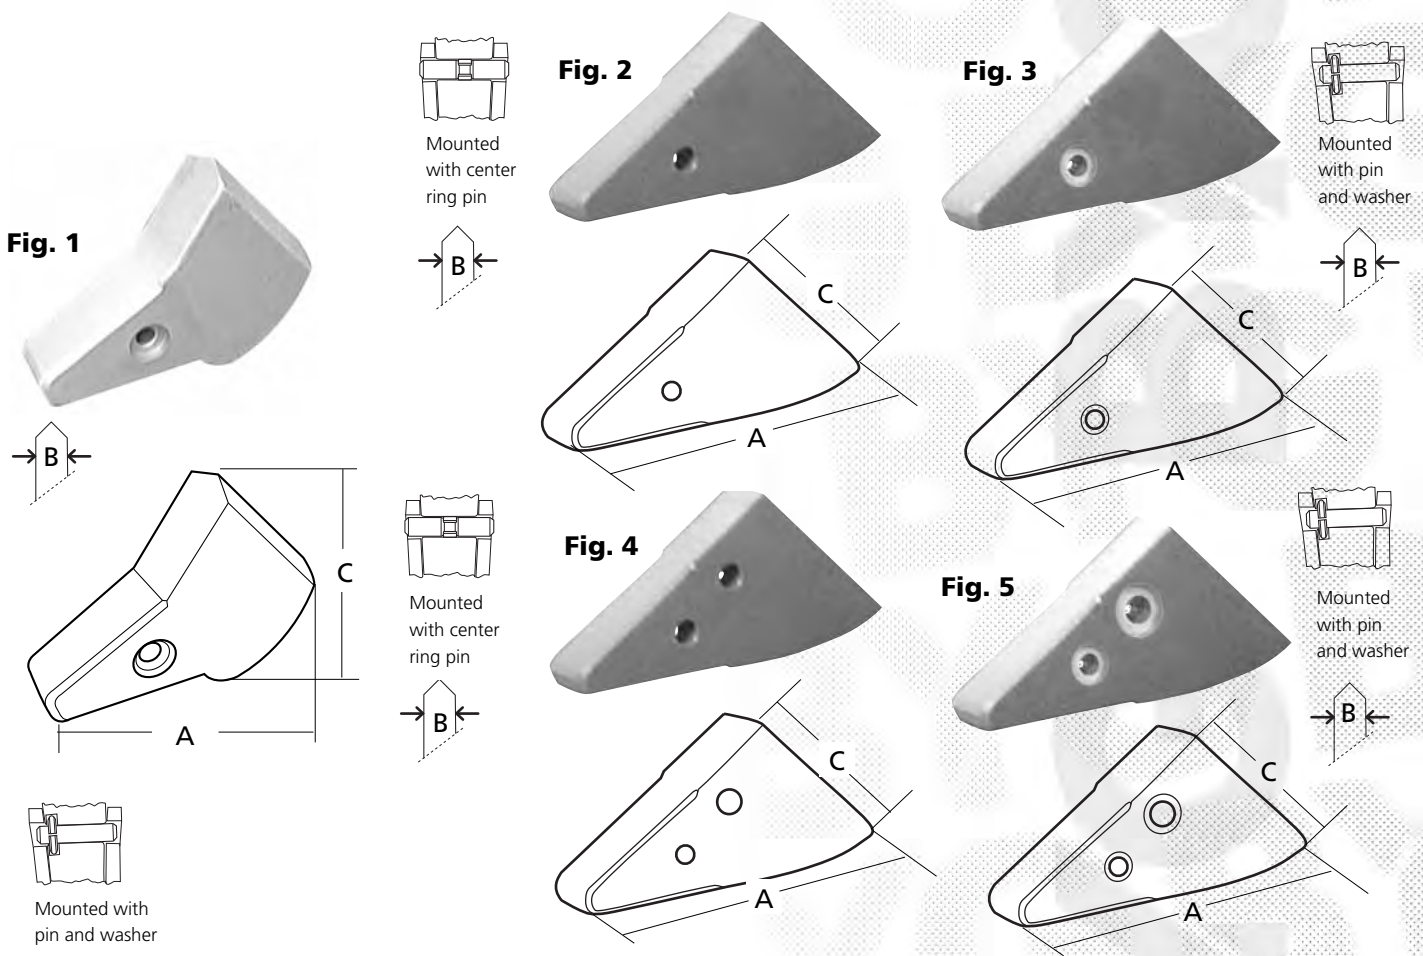 Fig. 1
B
C
A
Mounted with
pin and washer
Mounted
with center
ring pin
B
Fig. 2
C
A
Fig. 3
Mounted
with pin
and washer
B
C
A
Mounted
with center
ring pin
B
Fig. 4
C
A
Fig. 5
Mounted
with pin
and washer
B
C
A